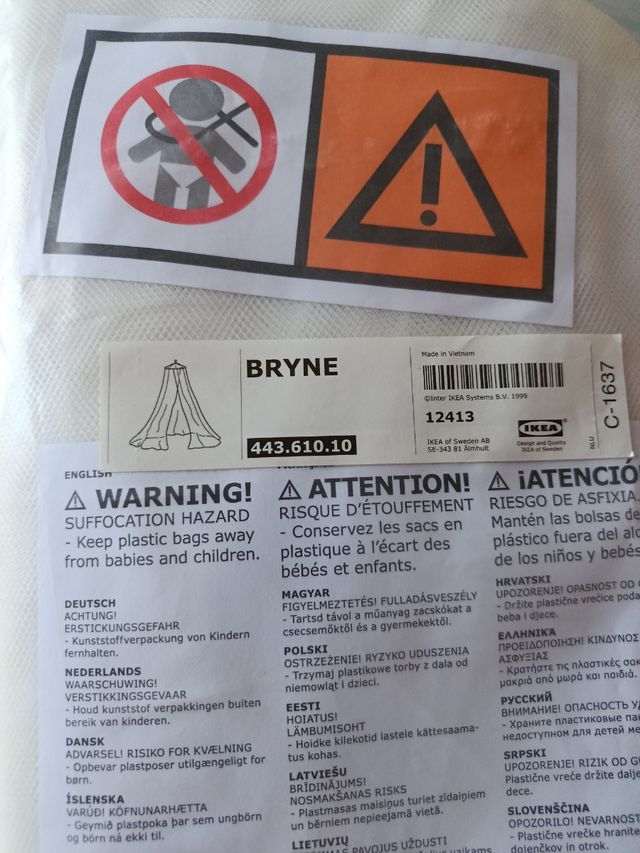 BRYNE
443.610.10
Made in Vietnam
©Inter IKEA Systems B.V. 1999
12413
IKEA of Sweden AB
SE-343 81 Älmhult
IKEA
Design and Quality
IKEA of Sweden
NLU
C-1637
ENGLISH
WARNING!
SUFFOCATION HAZARD
- Keep plastic bags away
from babies and children.
DEUTSCH
ACHTUNG!
ERSTICKUNGSGEFAHR
- Kunststoffverpackung von Kindern
fernhalten.
NEDERLANDS
WAARSCHUWING!
VERSTIKKINGSGEVAAR
- Houd kunststof verpakkingen buiten
bereik van kinderen.
DANSK
ADVARSEL! RISIKO FOR KVÆLNING
- Opbevar plastposer utilgængeligt for
børn.
ÍSLENSKA
VARÚÐ! KÖFNUNARHÆTTA
- Geymið plastpoka þar sem ungbörn
og börn ná ekki til.
ATTENTION!
RISQUE D'ÉTOUFFEMENT
- Conservez les sacs en
plastique à l'écart des
bébés et enfants.
MAGYAR
FIGYELMEZTETÉS! FULLADÁSVESZÉLY
- Tartsd távol a műanyag zacskókat a
csecsemőktől és a gyermekektől.
POLSKI
OSTRZEŻENIE! RYZYKO UDUSZENIA
- Trzymaj plastikowe torby z dala od
niemowląt i dzieci.
EESTI
HOIATUS!
LÄMBUMISOHT
- Hoidke kilekotid lastele kättesaama-
tus kohas.
LATVIEŠU
BRĪDINĀJUMS!
NOSMAKŠANAS RISKS
- Plastmasas maisiņus turiet zīdaiņiem
un bērniem nepieejamā vietā.
LIETUVIŲ
PAVOJUS UŽDUSTI
¡ATENCIÓ
RIESGO DE ASFIXIA
Mantén las bolsas de
plástico fuera del alc
de los niños y bebés
HRVATSKI
UPOZORENJE! OPASNOST OD
- Držite plastične vrećice poda
beba i djece.
ΕΛΛΗΝΙΚΑ
ΠΡΟΕΙΔΟΠΟΙΗΣΗ! ΚΙΝΔΥΝΟΣ
ΑΣΦΥΞΙΑΣ
- Κρατήστε τις πλαστικές σακ
μακριά από μωρά και παιδιά.
РУССКИЙ
ВНИМАНИЕ! ОПАСНОСТЬ
- Храните пластиковые па
недоступном для детей ме
SRPSKI
UPOZORENJE! RIZIK OD
Plastične vreće držite dalje
dece.
SLOVENŠČINA
OPOZORILO! NEVARNOST
- Plastične vrečke hranite
dojenčkov in otrok.